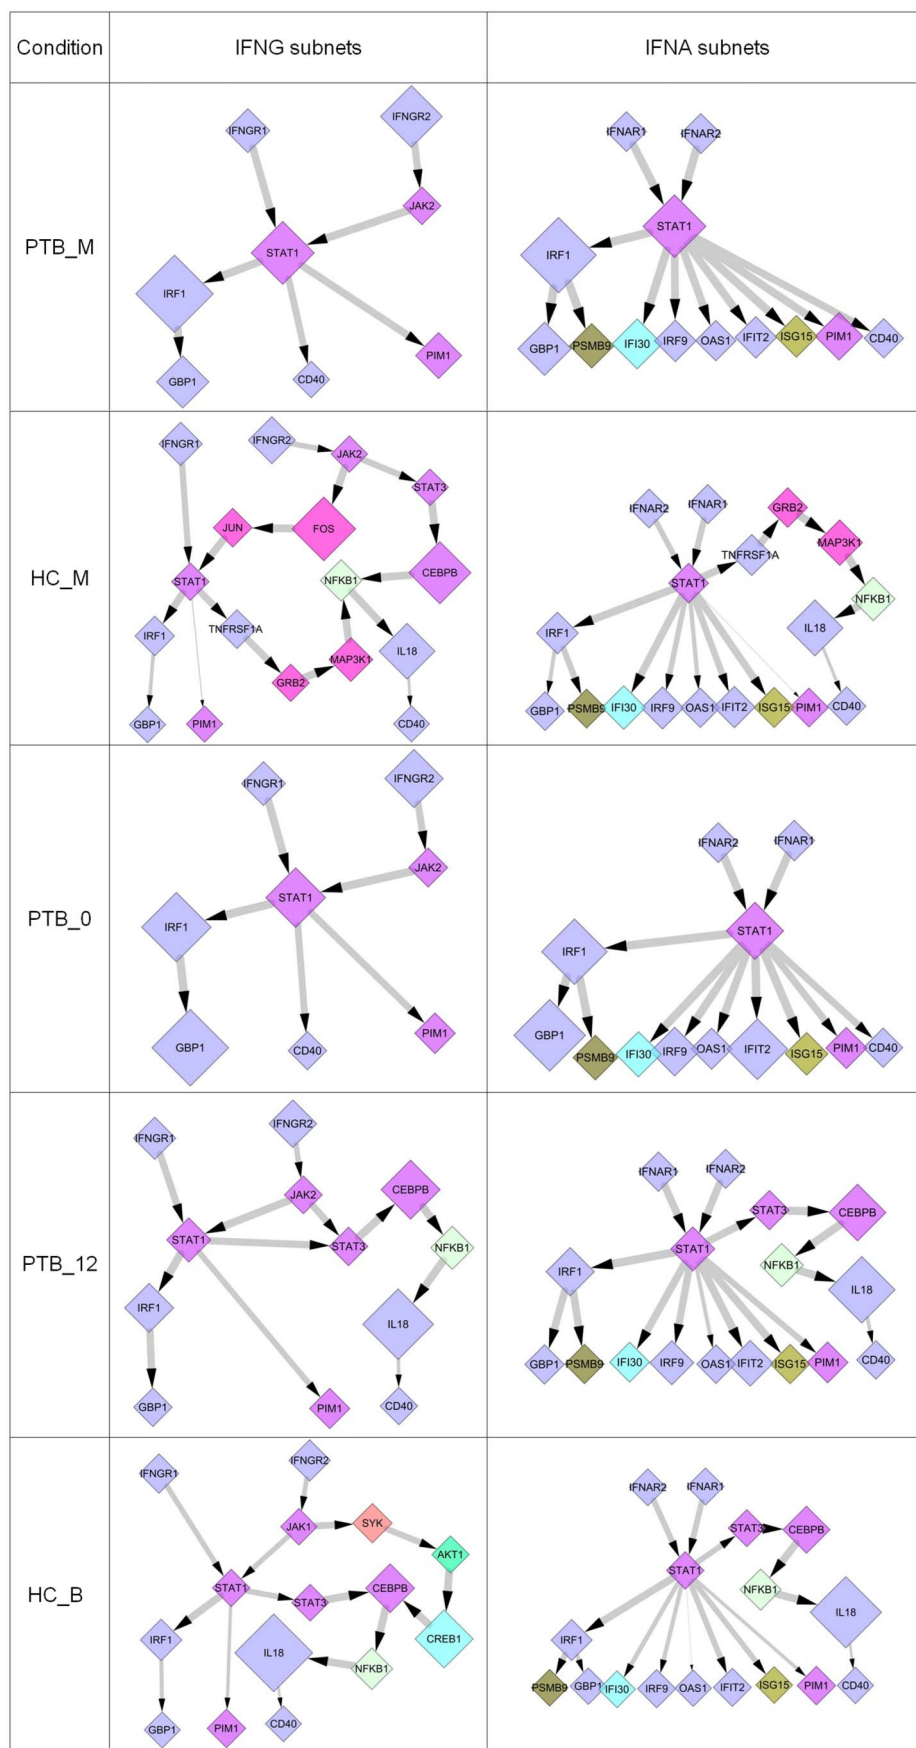 Condition
IFNG subnets
IFNA subnets
PTB_M
IFNGR1
IFNGR2
JAK2
STAT1
IRF1
PIM1
GBP1
CD40
IFNAR1
IFNAR2
STAT1
IRF1
GBP1
PSMB9
IFI30
IRF9
OAS1
IFIT2
ISG15
PIM1
CD40
HC_M
IFNGR1
IFNGR2
JAK2
STAT3
JUN
FOS
STAT1
NFKB1
CEBPB
IRF1
TNFRSF1A
IL18
MAP3K1
GRB2
GBP1
PIM1
CD40
IFNAR2
IFNAR1
GRB2
TNFRSF1A
MAP3K1
STAT1
NFKB1
IRF1
IL18
GBP1
PSMB9
IFI30
IRF9
OAS1
IFIT2
ISG15
PIM1
CD40
PTB_0
IFNGR1
IFNGR2
JAK2
STAT1
IRF1
PIM1
GBP1
CD40
IFNAR2
IFNAR1
STAT1
IRF1
GBP1
PSMB9
IFI30
IRF9
OAS1
IFIT2
ISG15
PIM1
CD40
PTB_12
IFNGR1
IFNGR2
JAK2
CEBPB
STAT1
STAT3
NFKB1
IRF1
IL18
GBP1
PIM1
CD40
IFNAR1
IFNAR2
STAT3
CEBPB
STAT1
NFKB1
IRF1
IL18
GBP1
PSMB9
IFI30
IRF9
OAS1
IFIT2
ISG15
PIM1
CD40
HC_B
IFNGR1
IFNGR2
JAK1
SYK
AKT1
STAT1
STAT3
CEBPB
IRF1
IL18
NFKB1
CREB1
GBP1
PIM1
CD40
IFNAR2
IFNAR1
STAT3
CEBPB
STAT1
NFKB1
IL18
IRF1
PSMB9
GBP1
IFI30
IRF9
OAS1
IFIT2
ISG15
PIM1
CD40